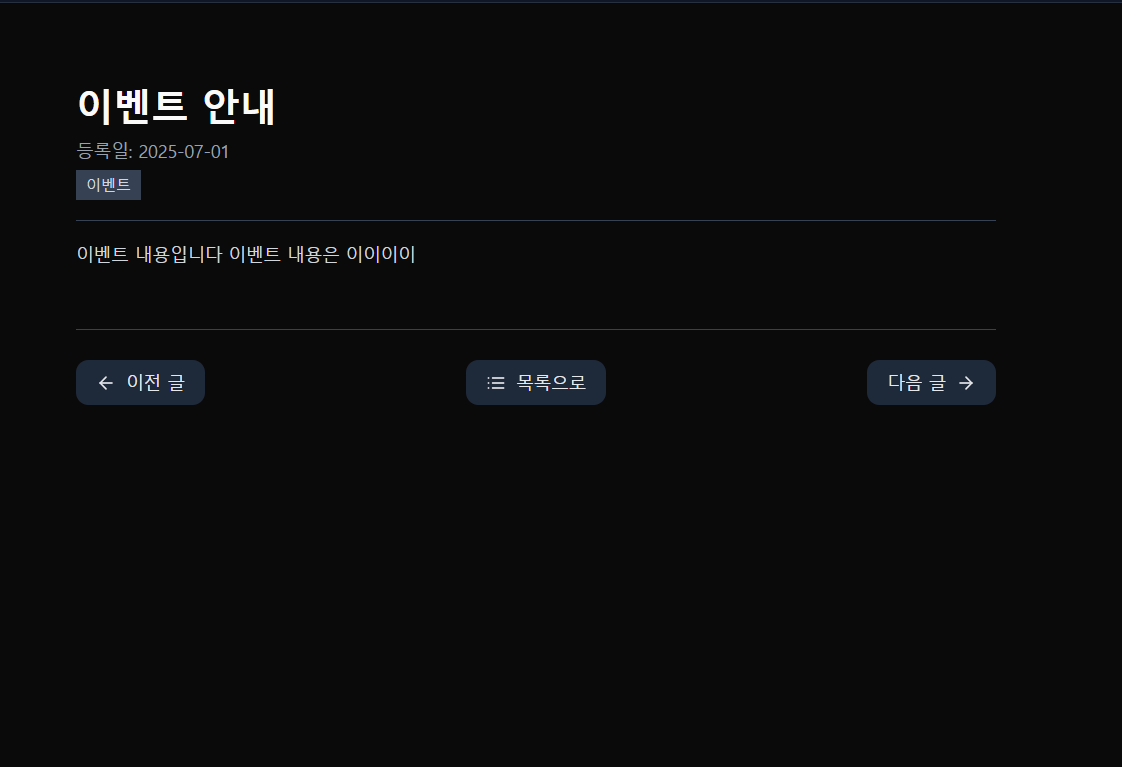 이벤트 안내
등록일: 2025-07-01
이벤트
이벤트 내용입니다 이벤트 내용은 이이이이
이전 글
목록으로
다음 글